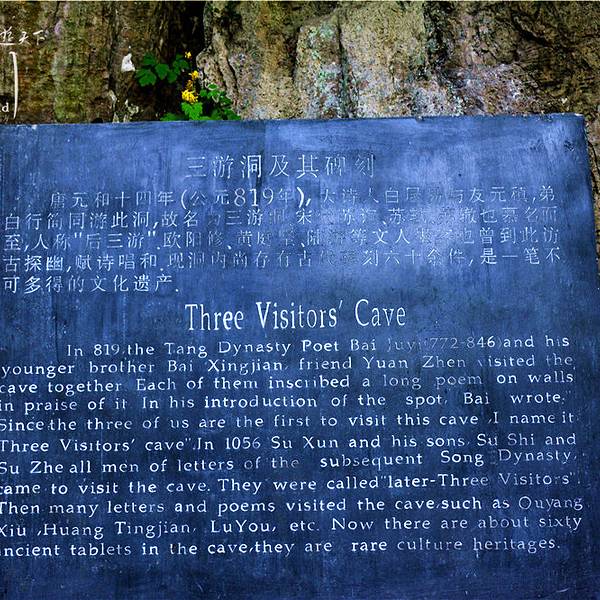 天下
d
三游洞及其碑刻
唐元和十四年(公元819年),大诗人白居易与友元稹,弟
白行简同游此洞,故名为三游洞.宋代苏洵、苏轼、苏辙也慕名而
至,人称"后三游".欧阳修、黄庭坚、陆游等文人墨客也曾到此访
古探幽,赋诗唱和.现洞内尚存有古代碑刻六十余件,是一笔不
可多得的文化遗产.
Three Visitors' Cave
In 819,the Tang Dynasty Poet Bai Juyi(772-846)and his
younger brother Bai Xingjian, friend Yuan Zhen visited the
cave together. Each of them inscribed a long poem on walls
in praise of it. In his introduction of the spot, Bai wrote:"
Since the three of us are the first to visit this cave, I name it
"Three Visitors' cave".In 1056 Su Xun and his sons Su Shi and
Su Zhe all men of letters of the subsequent Song Dynasty,
came to visit the cave. They were called"later-Three Visitors".
Then many letters and poems visited the cave,such as Ouyang
Xiu ,Huang Tingjian, LuYou, etc. Now there are about sixty
ancient tablets in the cave,they are rare culture heritages.